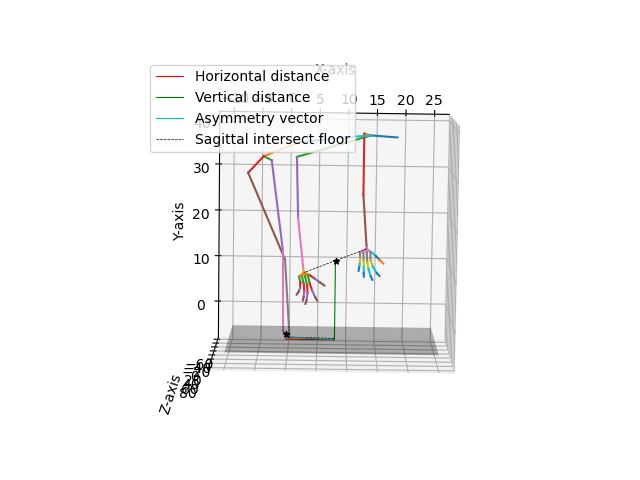 X-axis
Horizontal distance
Vertical distance
Asymmetry vector
Sagittal intersect floor
5
10
15
20
25
40
30
20
10
0
Y-axis
Z-axis